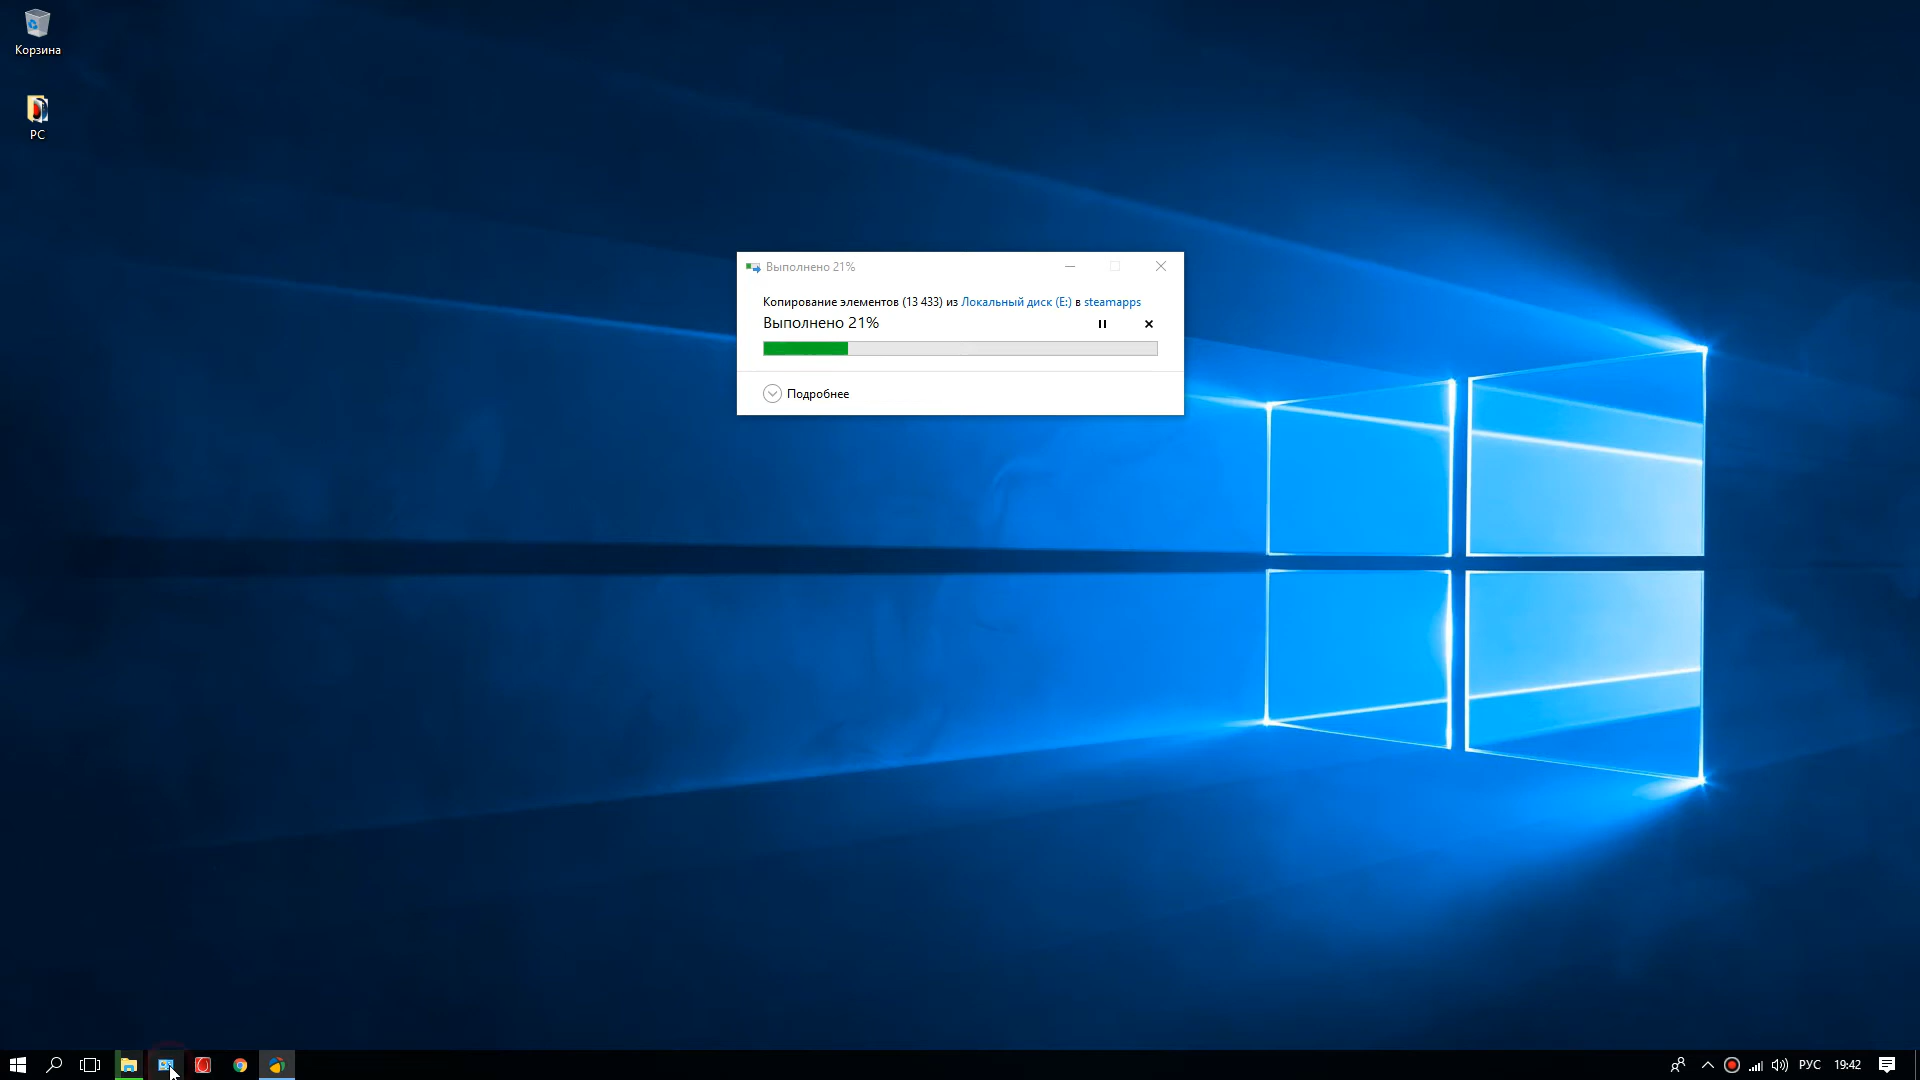 Корзина
PC
Выполнено 21%
Копирование элементов (13 433) из Локальный диск (E:) в steamapps
Выполнено 21%
Подробнее
РУС
19:42